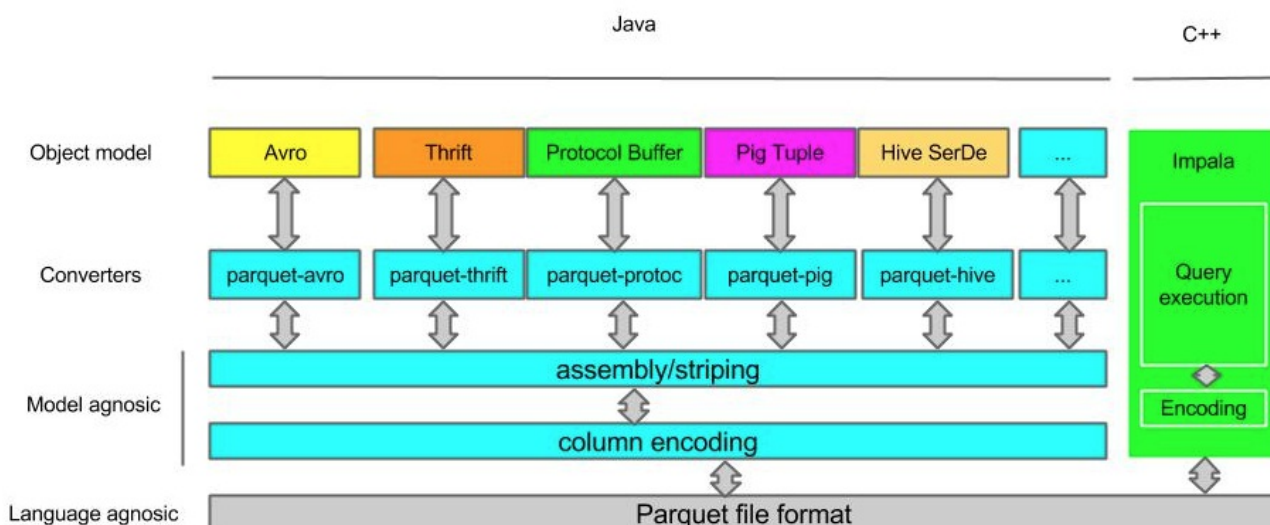 Java
C++
Object model
Avro
Thrift
Protocol Buffer
Pig Tuple
Hive SerDe
...
Impala
Converters
parquet-avro
parquet-thrift
parquet-protoc
parquet-pig
parquet-hive
...
Query
execution
assembly/striping
Model agnosic
Encoding
column encoding
Language agnosic
Parquet file format